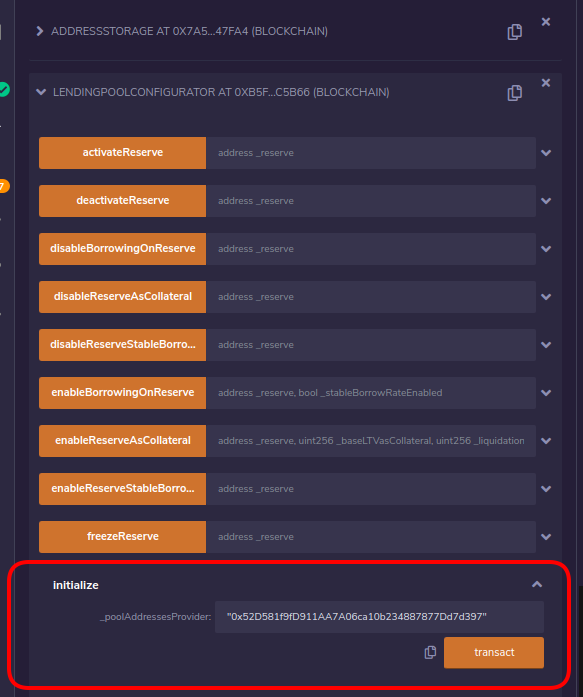 ADDRESSSTORAGE AT 0X7A5...47FA4 (BLOCKCHAIN)
LENDINGPOOLCONFIGURATOR AT 0XB5F...C5B66 (BLOCKCHAIN)
activateReserve address _reserve
deactivateReserve address _reserve
7
disableBorrowingOnReserve address _reserve
disableReserveAsCollateral address _reserve
disableReserveStableBorro... address _reserve
enableBorrowingOnReserve address _reserve, bool _stableBorrowRateEnabled
enableReserveAsCollateral address _reserve, uint256 _baseLTVasCollateral, uint256 _liquidation
enableReserveStableBorro... address _reserve
freezeReserve address _reserve
initialize
_poolAddressesProvider: "0x52D581f9fD911AA7A06ca10b234887877Dd7d397"
transact